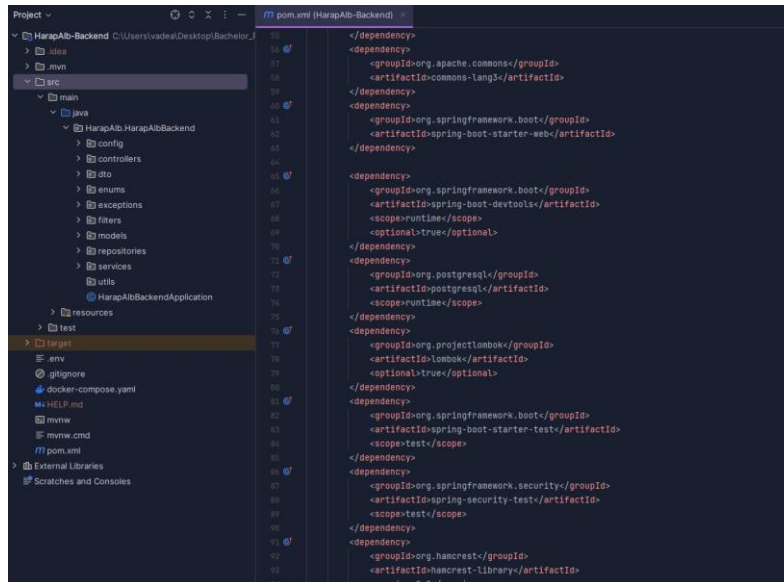 Project
HarapAlb-Backend C:\Users\vadea\Desktop\Bachelor_
.idea
.mvn
src
main
java
HarapAlb.HarapAlbBackend
config
controllers
dto
enums
exceptions
filters
models
repositories
services
utils
HarapAlbBackendApplication
resources
test
target
.env
.gitignore
docker-compose.yaml
HELP.md
mvnw
mvnw.cmd
pom.xml
External Libraries
Scratches and Consoles
pom.xml (HarapAlb-Backend)
55 </dependency>
56 <dependency>
57 <groupId>org.apache.commons</groupId>
58 <artifactId>commons-lang3</artifactId>
59 </dependency>
60 <dependency>
61 <groupId>org.springframework.boot</groupId>
62 <artifactId>spring-boot-starter-web</artifactId>
63 </dependency>
64
65 <dependency>
66 <groupId>org.springframework.boot</groupId>
67 <artifactId>spring-boot-devtools</artifactId>
68 <scope>runtime</scope>
69 <optional>true</optional>
70 </dependency>
71 <dependency>
72 <groupId>org.postgresql</groupId>
73 <artifactId>postgresql</artifactId>
74 <scope>runtime</scope>
75 </dependency>
76 <dependency>
77 <groupId>org.projectlombok</groupId>
78 <artifactId>lombok</artifactId>
79 <optional>true</optional>
80 </dependency>
81 <dependency>
82 <groupId>org.springframework.boot</groupId>
83 <artifactId>spring-boot-starter-test</artifactId>
84 <scope>test</scope>
85 </dependency>
86 <dependency>
87 <groupId>org.springframework.security</groupId>
88 <artifactId>spring-security-test</artifactId>
89 <scope>test</scope>
90 </dependency>
91 <dependency>
92 <groupId>org.hamcrest</groupId>
93 <artifactId>hamcrest-library</artifactId>